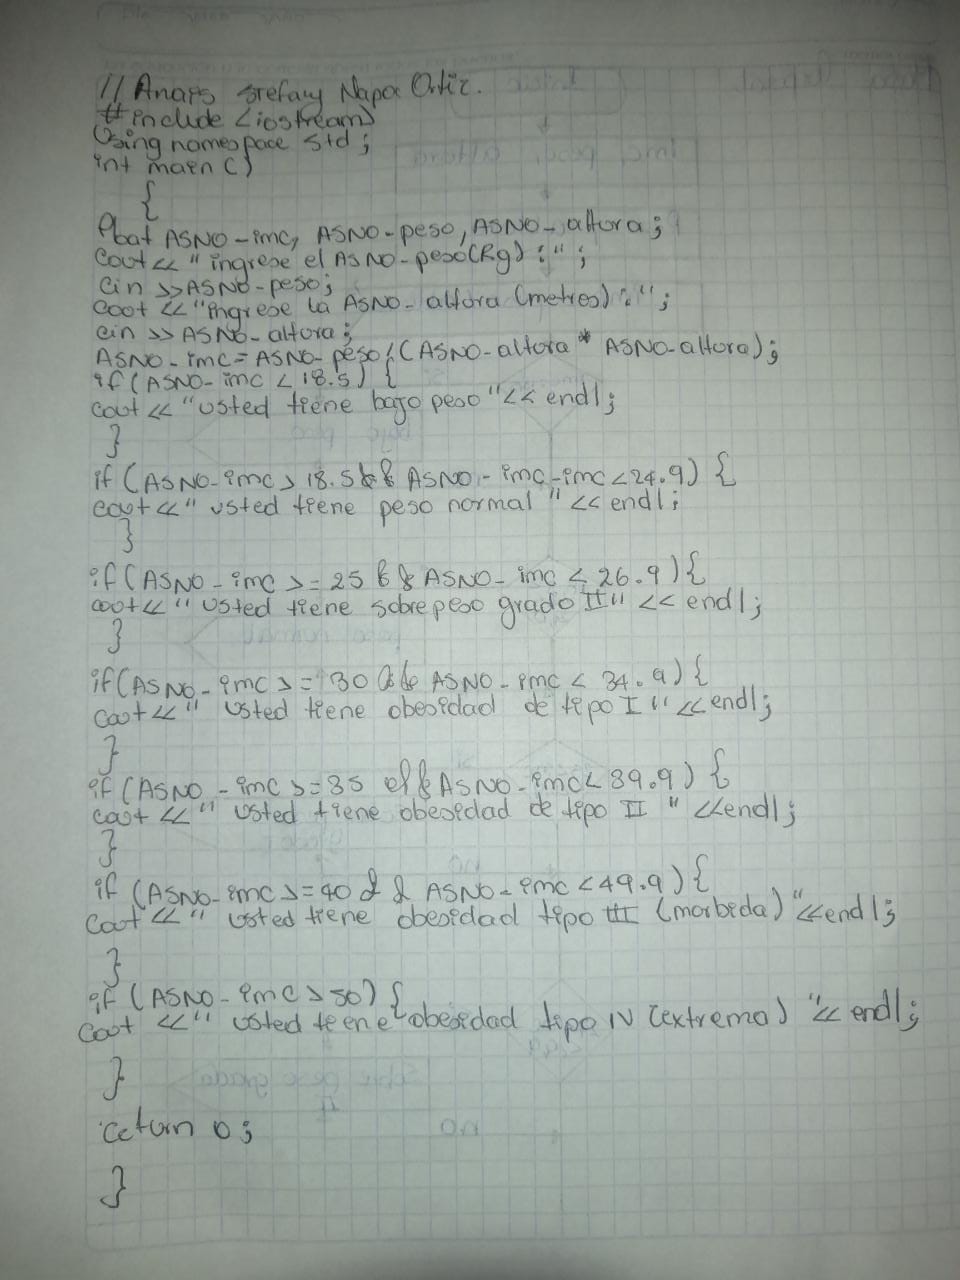 // Anaps Srefany Napa Ortiz.
#include <iostream>
Using namespace std;
int main()
{
float ASNO-imc, ASNO-peso, ASNO-altura;
Cout << "ingrese el ASNO-peso(Kg):";
Cin >> ASNO-peso;
Cout << "ingrese La ASNO-altura (metros):";
cin >> ASNO-altura;
ASNO-imc = ASNO-peso/(ASNO-altura * ASNO-altura);
if (ASNO-imc < 18.5) {
cout << "usted tiene bajo peso" << endl;
}
if (ASNO-imc > 18.5 && ASNO-imc-imc < 24.9) {
cout << " usted tiene peso normal " << endl;
}
if (ASNO-imc >= 25 && ASNO-imc < 26.9) {
cout << " usted tiene sobrepeso grado II" << endl;
}
if (ASNO-imc >= 30 && ASNO-imc < 34.9) {
Cout << " usted tiene obesidad de tipo I " << endl;
}
if (ASNO-imc >= 35 && ASNO-imc < 39.9) {
cout << " usted tiene obesidad de tipo II " << endl;
}
if (ASNO-imc >= 40 && ASNO-imc < 49.9) {
Cout << " usted tiene obesidad tipo III (morbida)" << endl;
}
if (ASNO-imc > 50) {
Cout << " usted teene obesidad tipo IV (extrema) " << endl;
}
return 0;
}